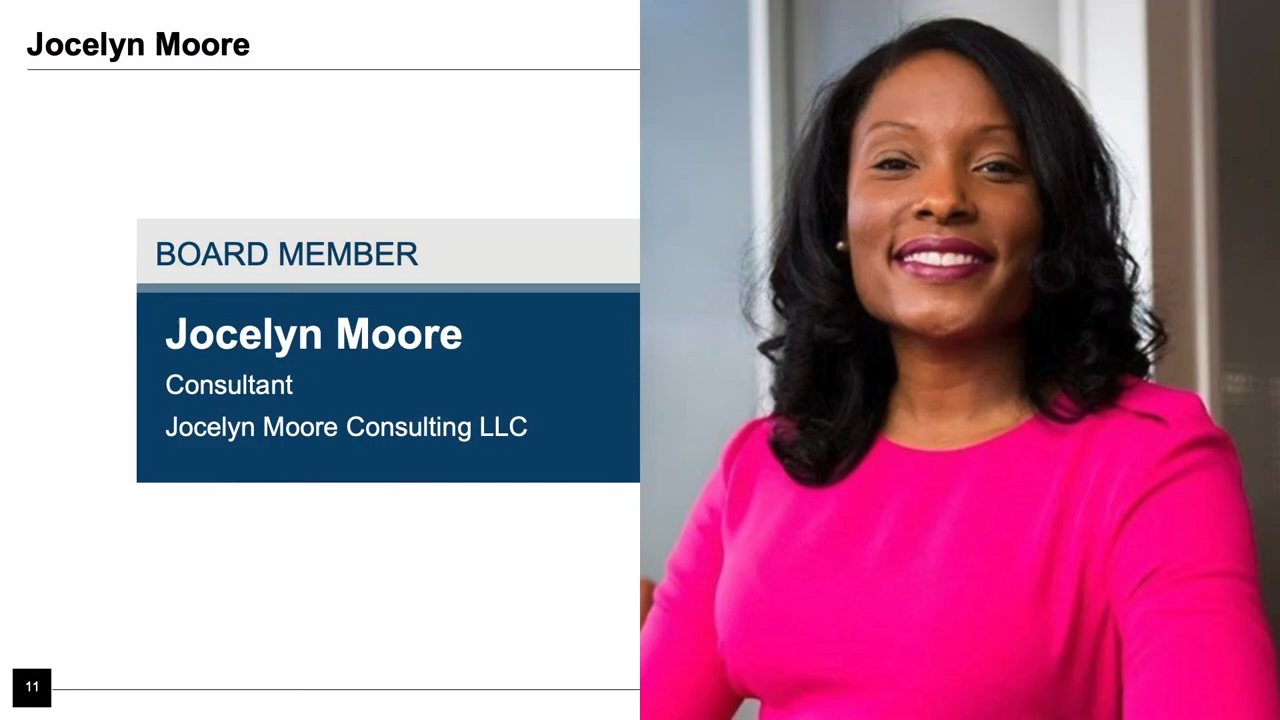 Jocelyn Moore
BOARD MEMBER
Jocelyn Moore
Consultant
Jocelyn Moore Consulting LLC
11